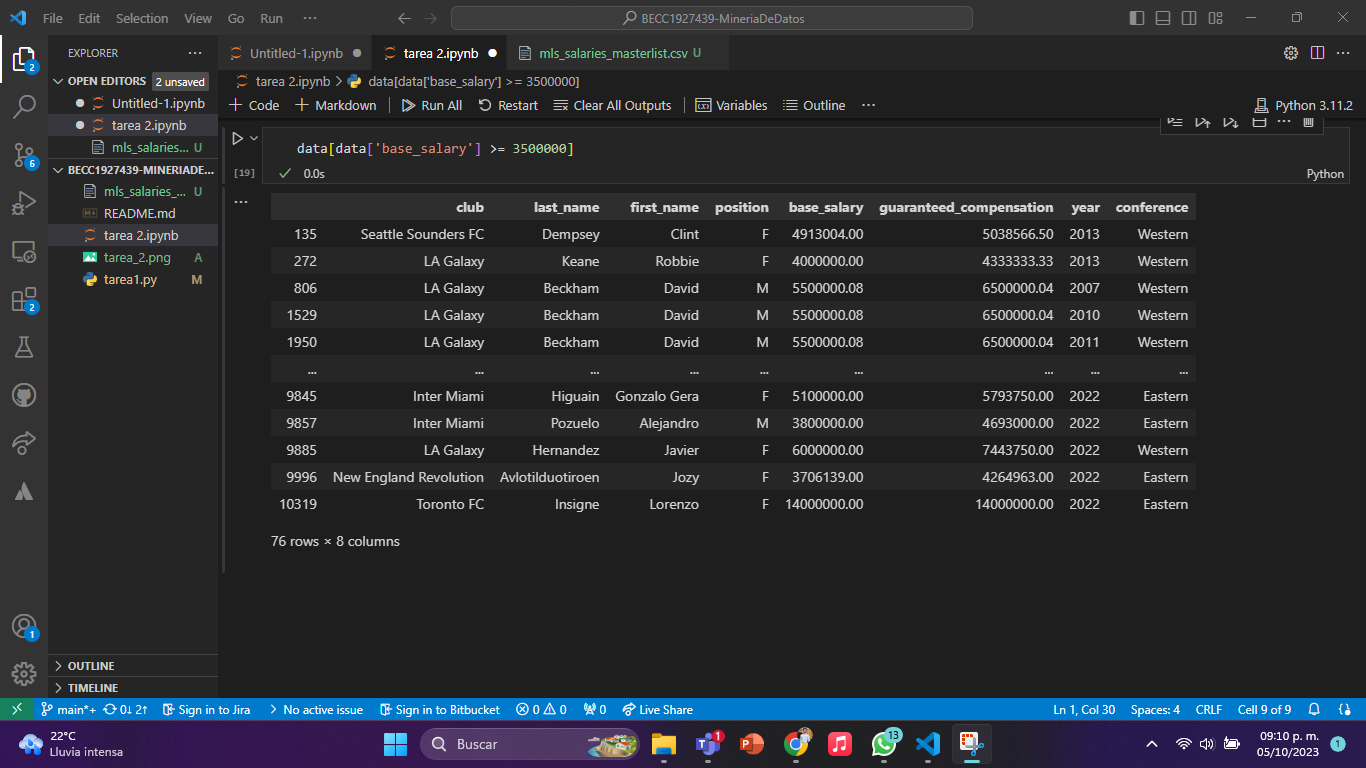 File Edit Selection View Go Run ··· BECC1927439-MineriaDeDatos
EXPLORER ··· Untitled-1.ipynb tarea 2.ipynb mls_salaries_masterlist.csv U ···
OPEN EDITORS 2 unsaved
tarea 2.ipynb > data[data['base_salary'] >= 3500000]
Untitled-1.ipynb
Code Markdown Run All Restart Clear All Outputs Variables Outline ··· Python 3.11.2
tarea 2.ipynb
mls_salaries... U
data[data['base_salary'] >= 3500000]
BECC1927439-MINERIADE...
[19] 0.0s Python
mls_salaries_... U
README.md
tarea 2.ipynb
tarea_2.png A
tarea1.py M
club last_name first_name position base_salary guaranteed_compensation year conference
135 Seattle Sounders FC Dempsey Clint F 4913004.00 5038566.50 2013 Western
272 LA Galaxy Keane Robbie F 4000000.00 4333333.33 2013 Western
806 LA Galaxy Beckham David M 5500000.08 6500000.04 2007 Western
1529 LA Galaxy Beckham David M 5500000.08 6500000.04 2010 Western
1950 LA Galaxy Beckham David M 5500000.08 6500000.04 2011 Western
... ... ... ... ... ... ... ... ...
9845 Inter Miami Higuain Gonzalo Gera F 5100000.00 5793750.00 2022 Eastern
9857 Inter Miami Pozuelo Alejandro M 3800000.00 4693000.00 2022 Eastern
9885 LA Galaxy Hernandez Javier F 6000000.00 7443750.00 2022 Western
9996 New England Revolution Avlotilduotiroen Jozy F 3706139.00 4264963.00 2022 Eastern
10319 Toronto FC Insigne Lorenzo F 14000000.00 14000000.00 2022 Eastern
76 rows × 8 columns
2
6
2
1
OUTLINE
TIMELINE
main*+ 0↓ 2↑ Sign in to Jira No active issue Sign in to Bitbucket 0 0 0 Live Share Ln 1, Col 30 Spaces: 4 CRLF Cell 9 of 9
22°C
Lluvia intensa
Buscar
1
13
09:10 p. m.
05/10/2023
1